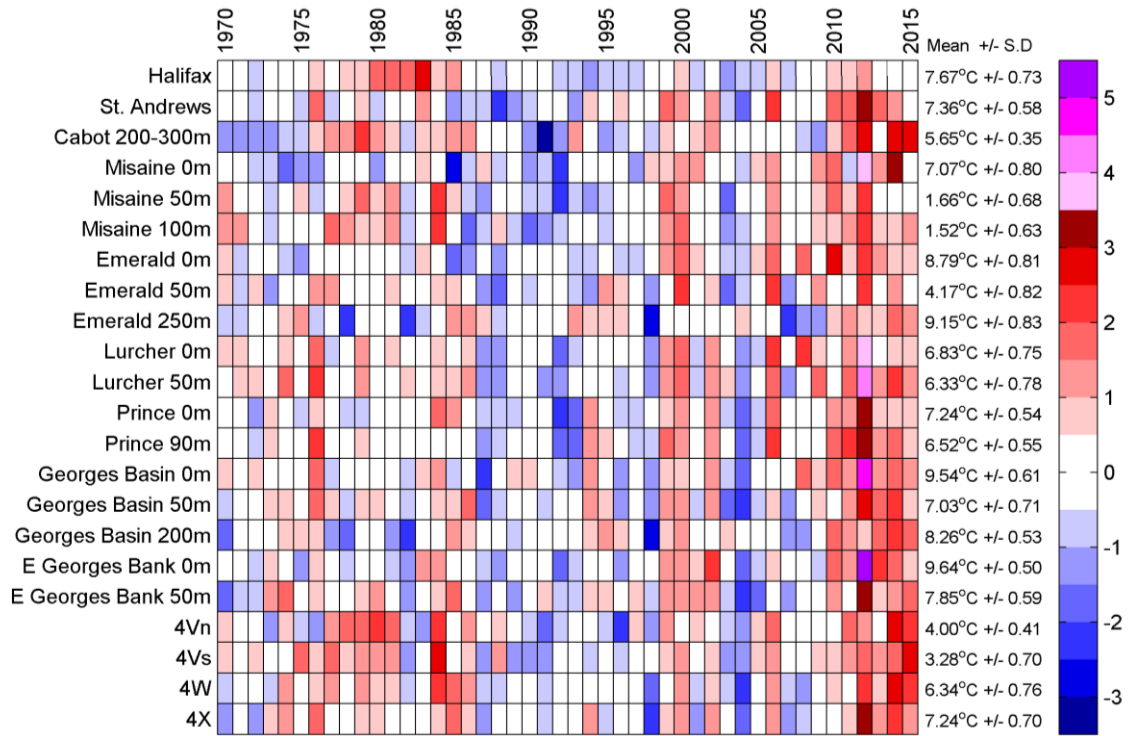 1970 1975 1980 1985 1990 1995 2000 2005 2010 2015 Mean +/- S.D
Halifax 7.67°C +/- 0.73
St. Andrews 7.36°C +/- 0.58
Cabot 200-300m 5.65°C +/- 0.35
Misaine 0m 7.07°C +/- 0.80
Misaine 50m 1.66°C +/- 0.68
Misaine 100m 1.52°C +/- 0.63
Emerald 0m 8.79°C +/- 0.81
Emerald 50m 4.17°C +/- 0.82
Emerald 250m 9.15°C +/- 0.83
Lurcher 0m 6.83°C +/- 0.75
Lurcher 50m 6.33°C +/- 0.78
Prince 0m 7.24°C +/- 0.54
Prince 90m 6.52°C +/- 0.55
Georges Basin 0m 9.54°C +/- 0.61
Georges Basin 50m 7.03°C +/- 0.71
Georges Basin 200m 8.26°C +/- 0.53
E Georges Bank 0m 9.64°C +/- 0.50
E Georges Bank 50m 7.85°C +/- 0.59
4Vn 4.00°C +/- 0.41
4Vs 3.28°C +/- 0.70
4W 6.34°C +/- 0.76
4X 7.24°C +/- 0.70
5
4
3
2
1
0
-1
-2
-3